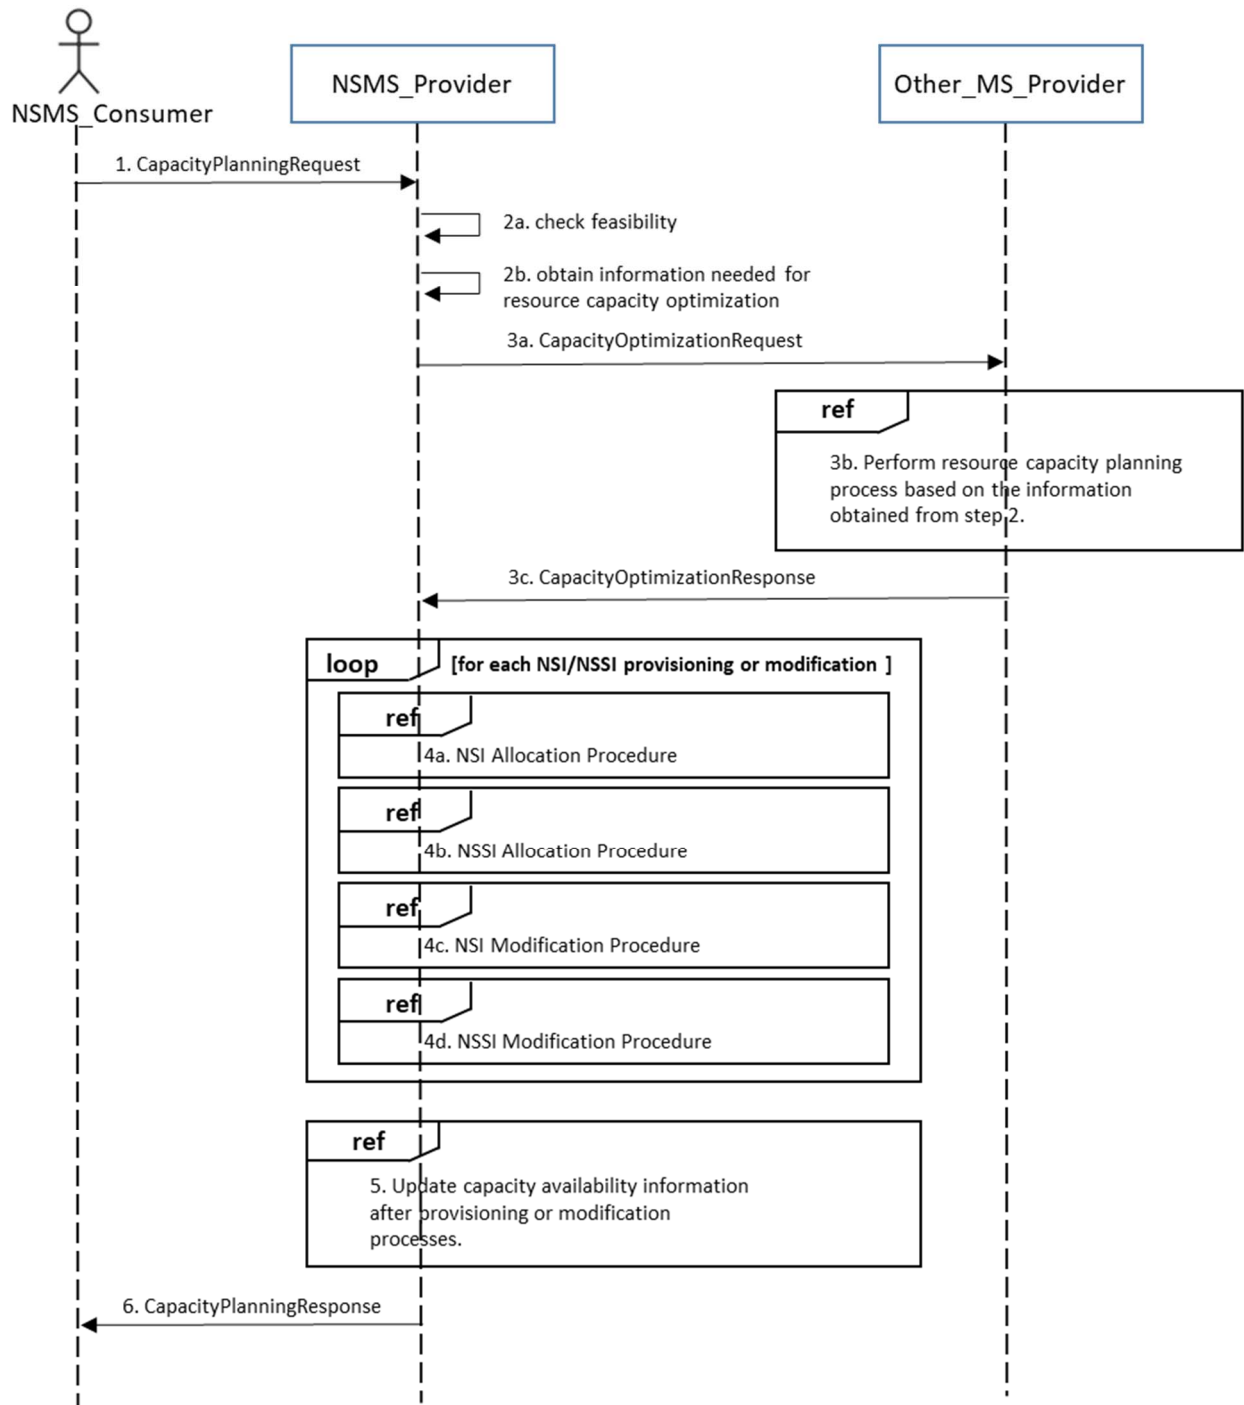 NSMS_Consumer
NSMS_Provider
Other_MS_Provider
1. CapacityPlanningRequest
2a. check feasibility
2b. obtain information needed for
resource capacity optimization
3a. CapacityOptimizationRequest
ref
3b. Perform resource capacity planning
process based on the information
obtained from step 2.
3c. CapacityOptimizationResponse
loop [for each NSI/NSSI provisioning or modification ]
ref
4a. NSI Allocation Procedure
ref
4b. NSSI Allocation Procedure
ref
4c. NSI Modification Procedure
ref
4d. NSSI Modification Procedure
ref
5. Update capacity availability information
after provisioning or modification
processes.
6. CapacityPlanningResponse